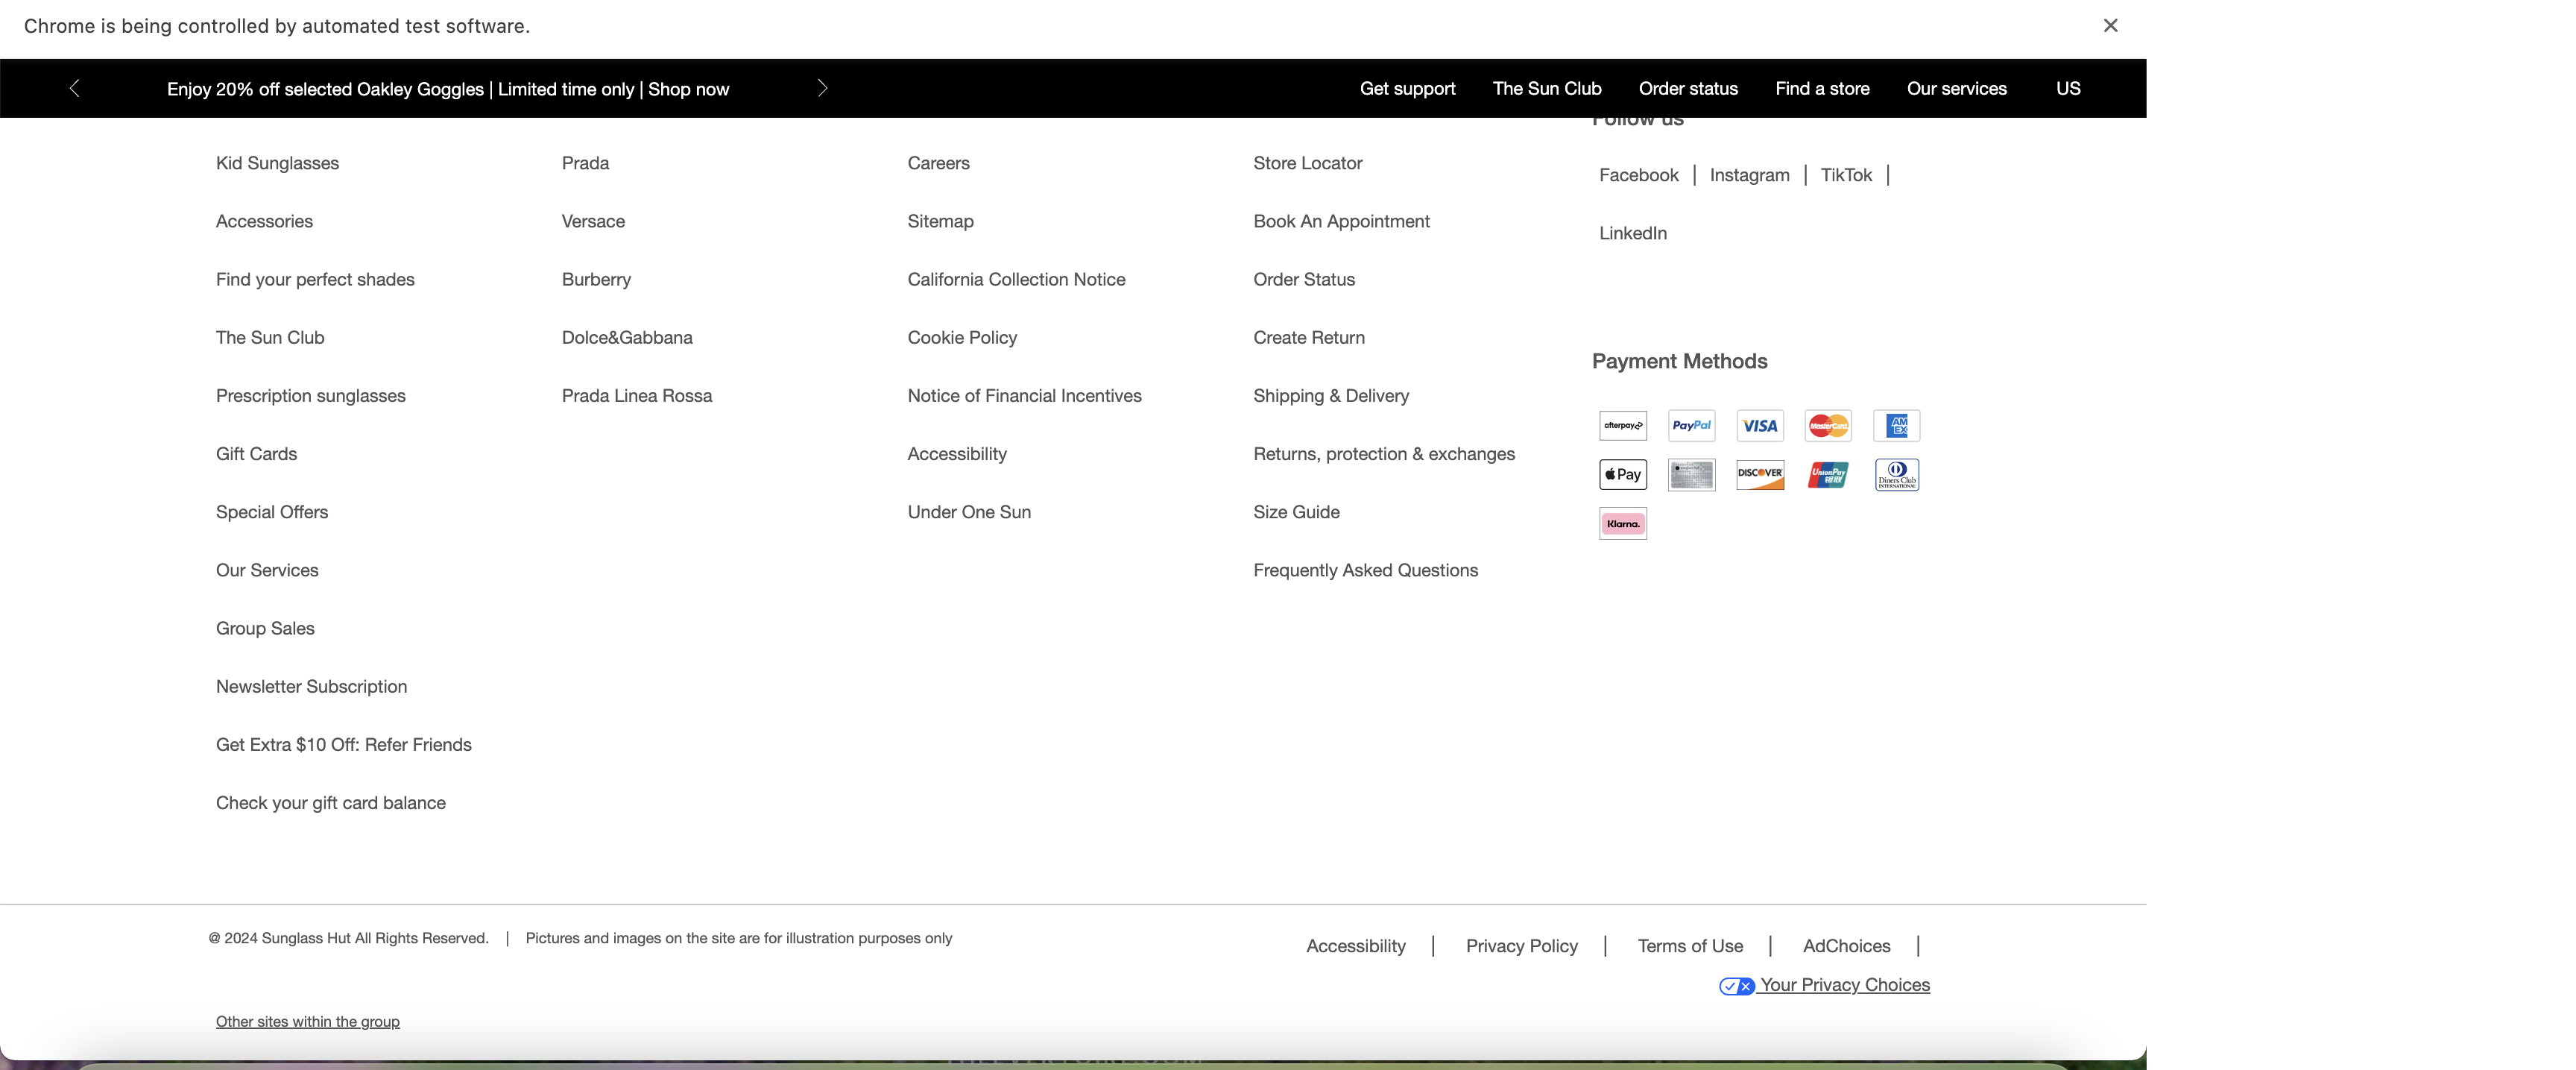 Chrome is being controlled by automated test software.
Enjoy 20% off selected Oakley Goggles | Limited time only | Shop now
Get support
The Sun Club
Order status
Find a store
Our services
US
Kid Sunglasses
Accessories
Find your perfect shades
The Sun Club
Prescription sunglasses
Gift Cards
Special Offers
Our Services
Group Sales
Newsletter Subscription
Get Extra $10 Off: Refer Friends
Check your gift card balance
Prada
Versace
Burberry
Dolce&Gabbana
Prada Linea Rossa
Careers
Sitemap
California Collection Notice
Cookie Policy
Notice of Financial Incentives
Accessibility
Under One Sun
Store Locator
Book An Appointment
Order Status
Create Return
Shipping & Delivery
Returns, protection & exchanges
Size Guide
Frequently Asked Questions
Follow us
Facebook | Instagram | TikTok |
LinkedIn
Payment Methods
afterpay
PayPal
VISA
MasterCard
AM EX
Pay
DISCOVER
UnionPay
银联
Diners Club
INTERNATIONAL
Klarna.
@ 2024 Sunglass Hut All Rights Reserved. | Pictures and images on the site are for illustration purposes only
Accessibility | Privacy Policy | Terms of Use | AdChoices |
Your Privacy Choices
Other sites within the group